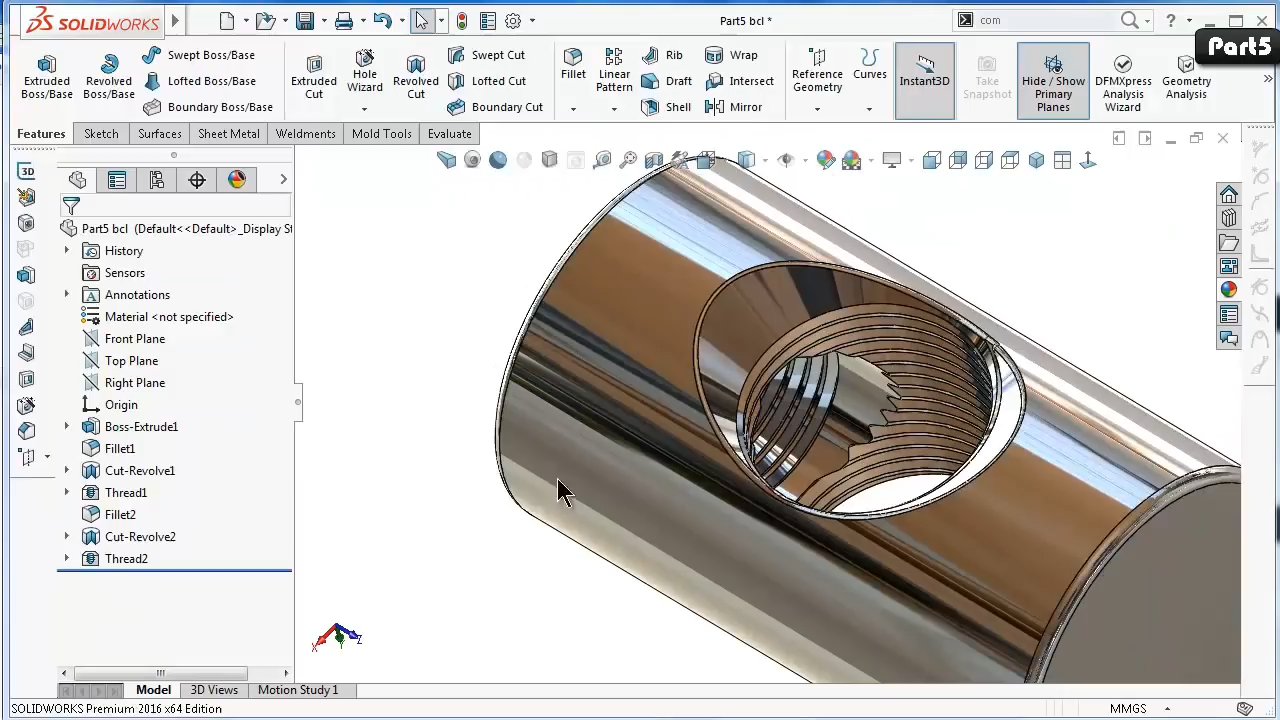 SOLIDWORKS
Part5 bcl *
com
?
Part5
Extruded Boss/Base
Revolved Boss/Base
Swept Boss/Base
Lofted Boss/Base
Boundary Boss/Base
Extruded Cut
Hole Wizard
Revolved Cut
Swept Cut
Lofted Cut
Boundary Cut
Fillet
Linear Pattern
Rib
Draft
Shell
Wrap
Intersect
Mirror
Reference Geometry
Curves
Instant3D
Take Snapshot
Hide / Show Primary Planes
DFMXpress Analysis Wizard
Geometry Analysis
Features
Sketch
Surfaces
Sheet Metal
Weldments
Mold Tools
Evaluate
3D
Part5 bcl (Default<<Default>_Display St
History
Sensors
A Annotations
Material <not specified>
Front Plane
Top Plane
Right Plane
Origin
Boss-Extrude1
Fillet1
Cut-Revolve1
Thread1
Fillet2
Cut-Revolve2
Thread2
X
Z
Model
3D Views
Motion Study 1
SOLIDWORKS Premium 2016 x64 Edition
MMGS